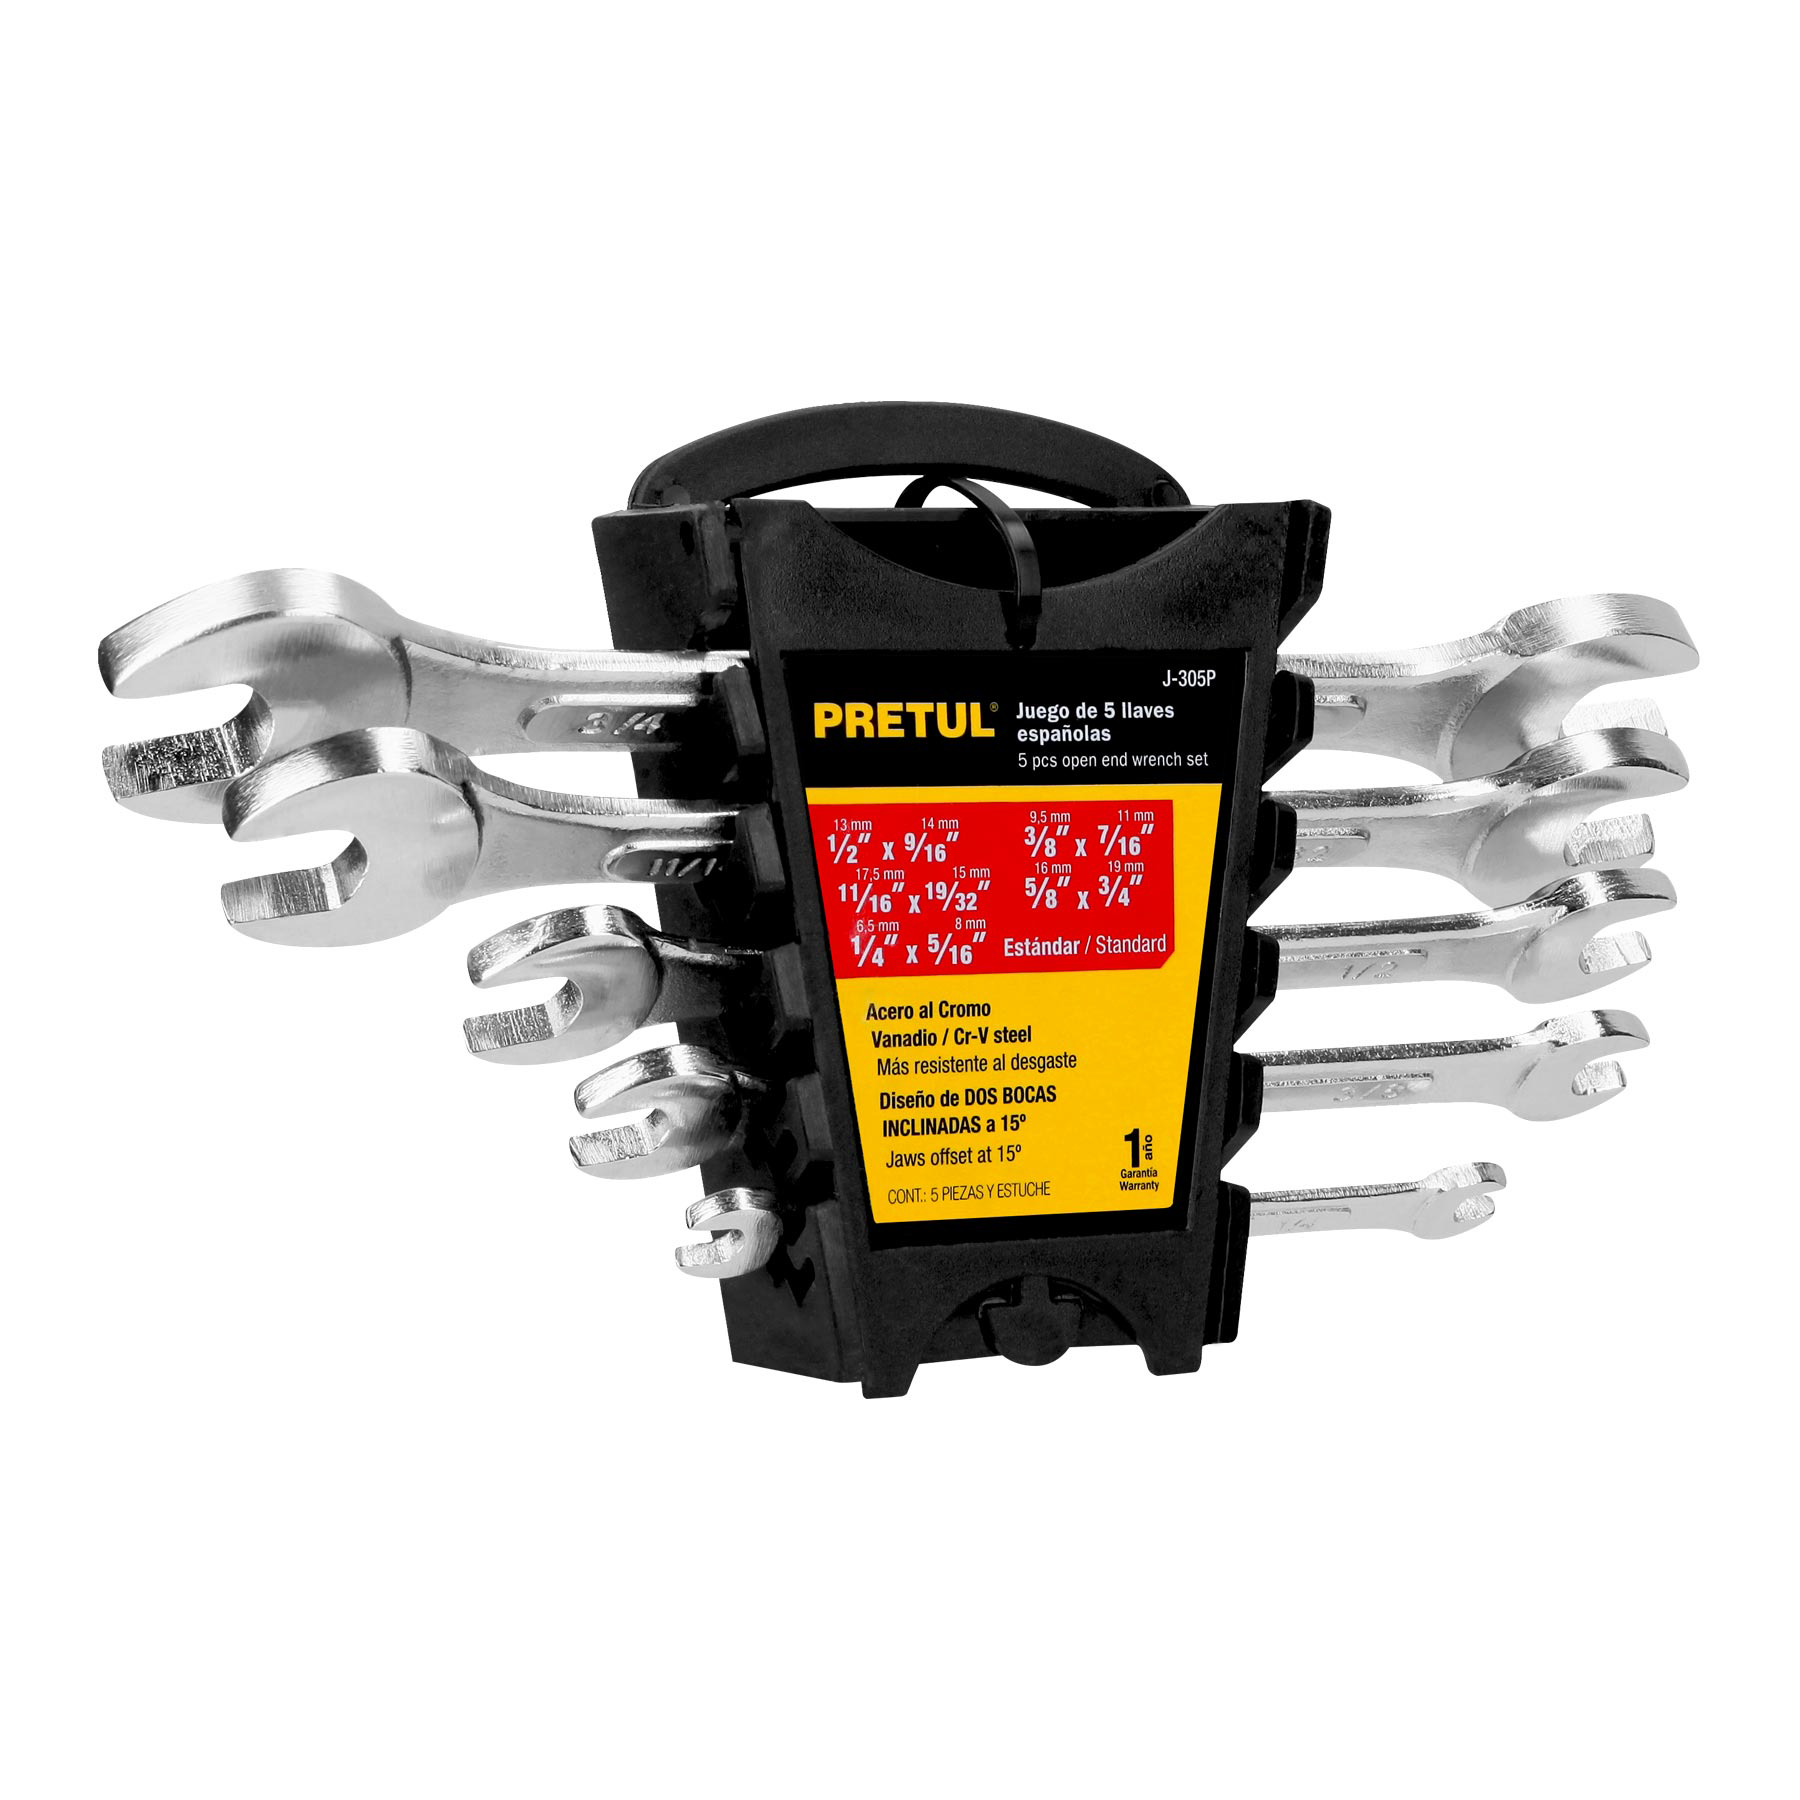 J-305P
PRETUL®
Juego de 5 llaves
españolas
5 pcs open end wrench set
13 mm 14 mm
1/2" x 9/16"
9,5 mm 11 mm
3/8" x 7/16"
17,5 mm 15 mm
11/16" x 19/32"
16 mm 19 mm
5/8" x 3/4"
6,5 mm 8 mm
1/4" x 5/16"
Estándar / Standard
Acero al Cromo
Vanadio / Cr-V steel
Más resistente al desgaste
Diseño de DOS BOCAS
INCLINADAS a 15º
Jaws offset at 15º
CONT.: 5 PIEZAS Y ESTUCHE
1 año
Garantía
Warranty
3/4
11/1
1/2
3/8